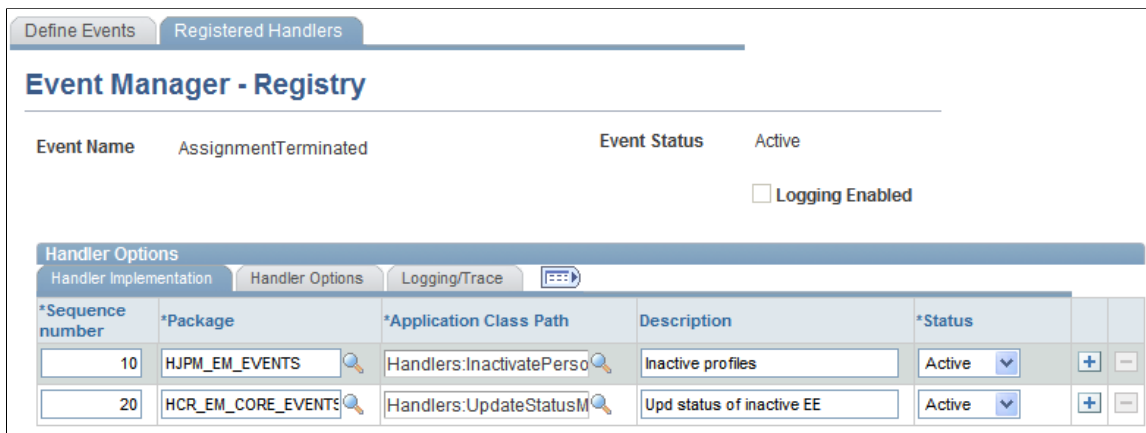 Define Events Registered Handlers
Event Manager - Registry
Event Name AssignmentTerminated Event Status Active
Logging Enabled
Handler Options
Handler Implementation Handler Options Logging/Trace
*Sequence number *Package *Application Class Path Description *Status
10 HJPM_EM_EVENTS Handlers:InactivatePerso Inactive profiles Active
20 HCR_EM_CORE_EVENTS Handlers:UpdateStatusM Upd status of inactive EE Active